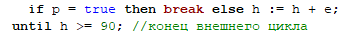 if p = true then break else h := h + e;
until h >= 90; //конец внешнего цикла